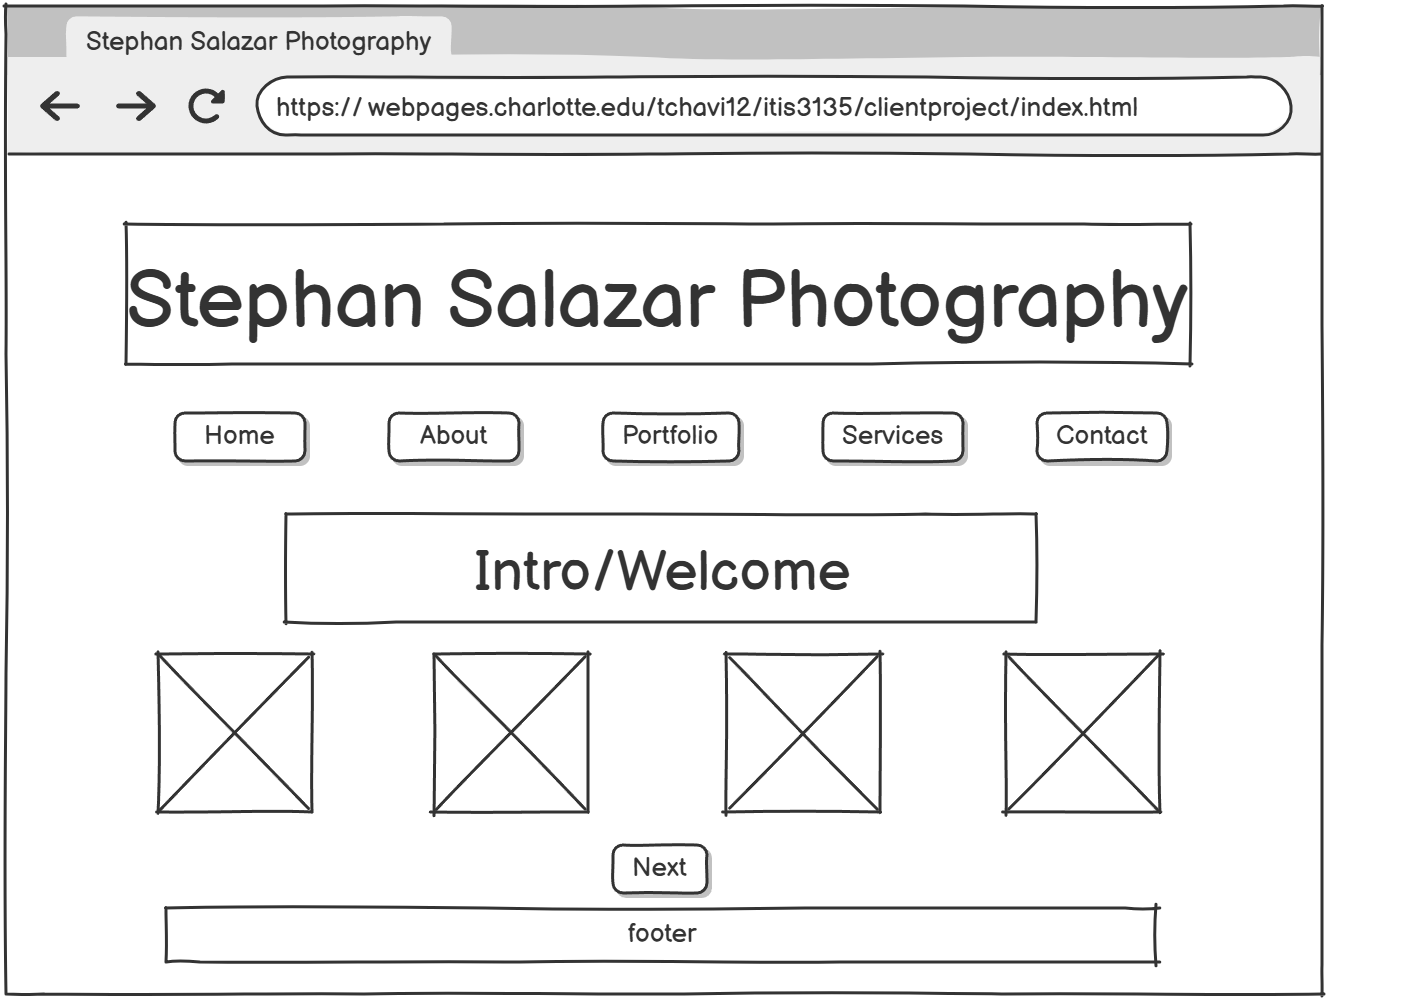 Stephan Salazar Photography
https:// webpages.charlotte.edu/tchavi12/itis3135/clientproject/index.html
Stephan Salazar Photography
Home About Portfolio Services Contact
Intro/Welcome
Next
footer